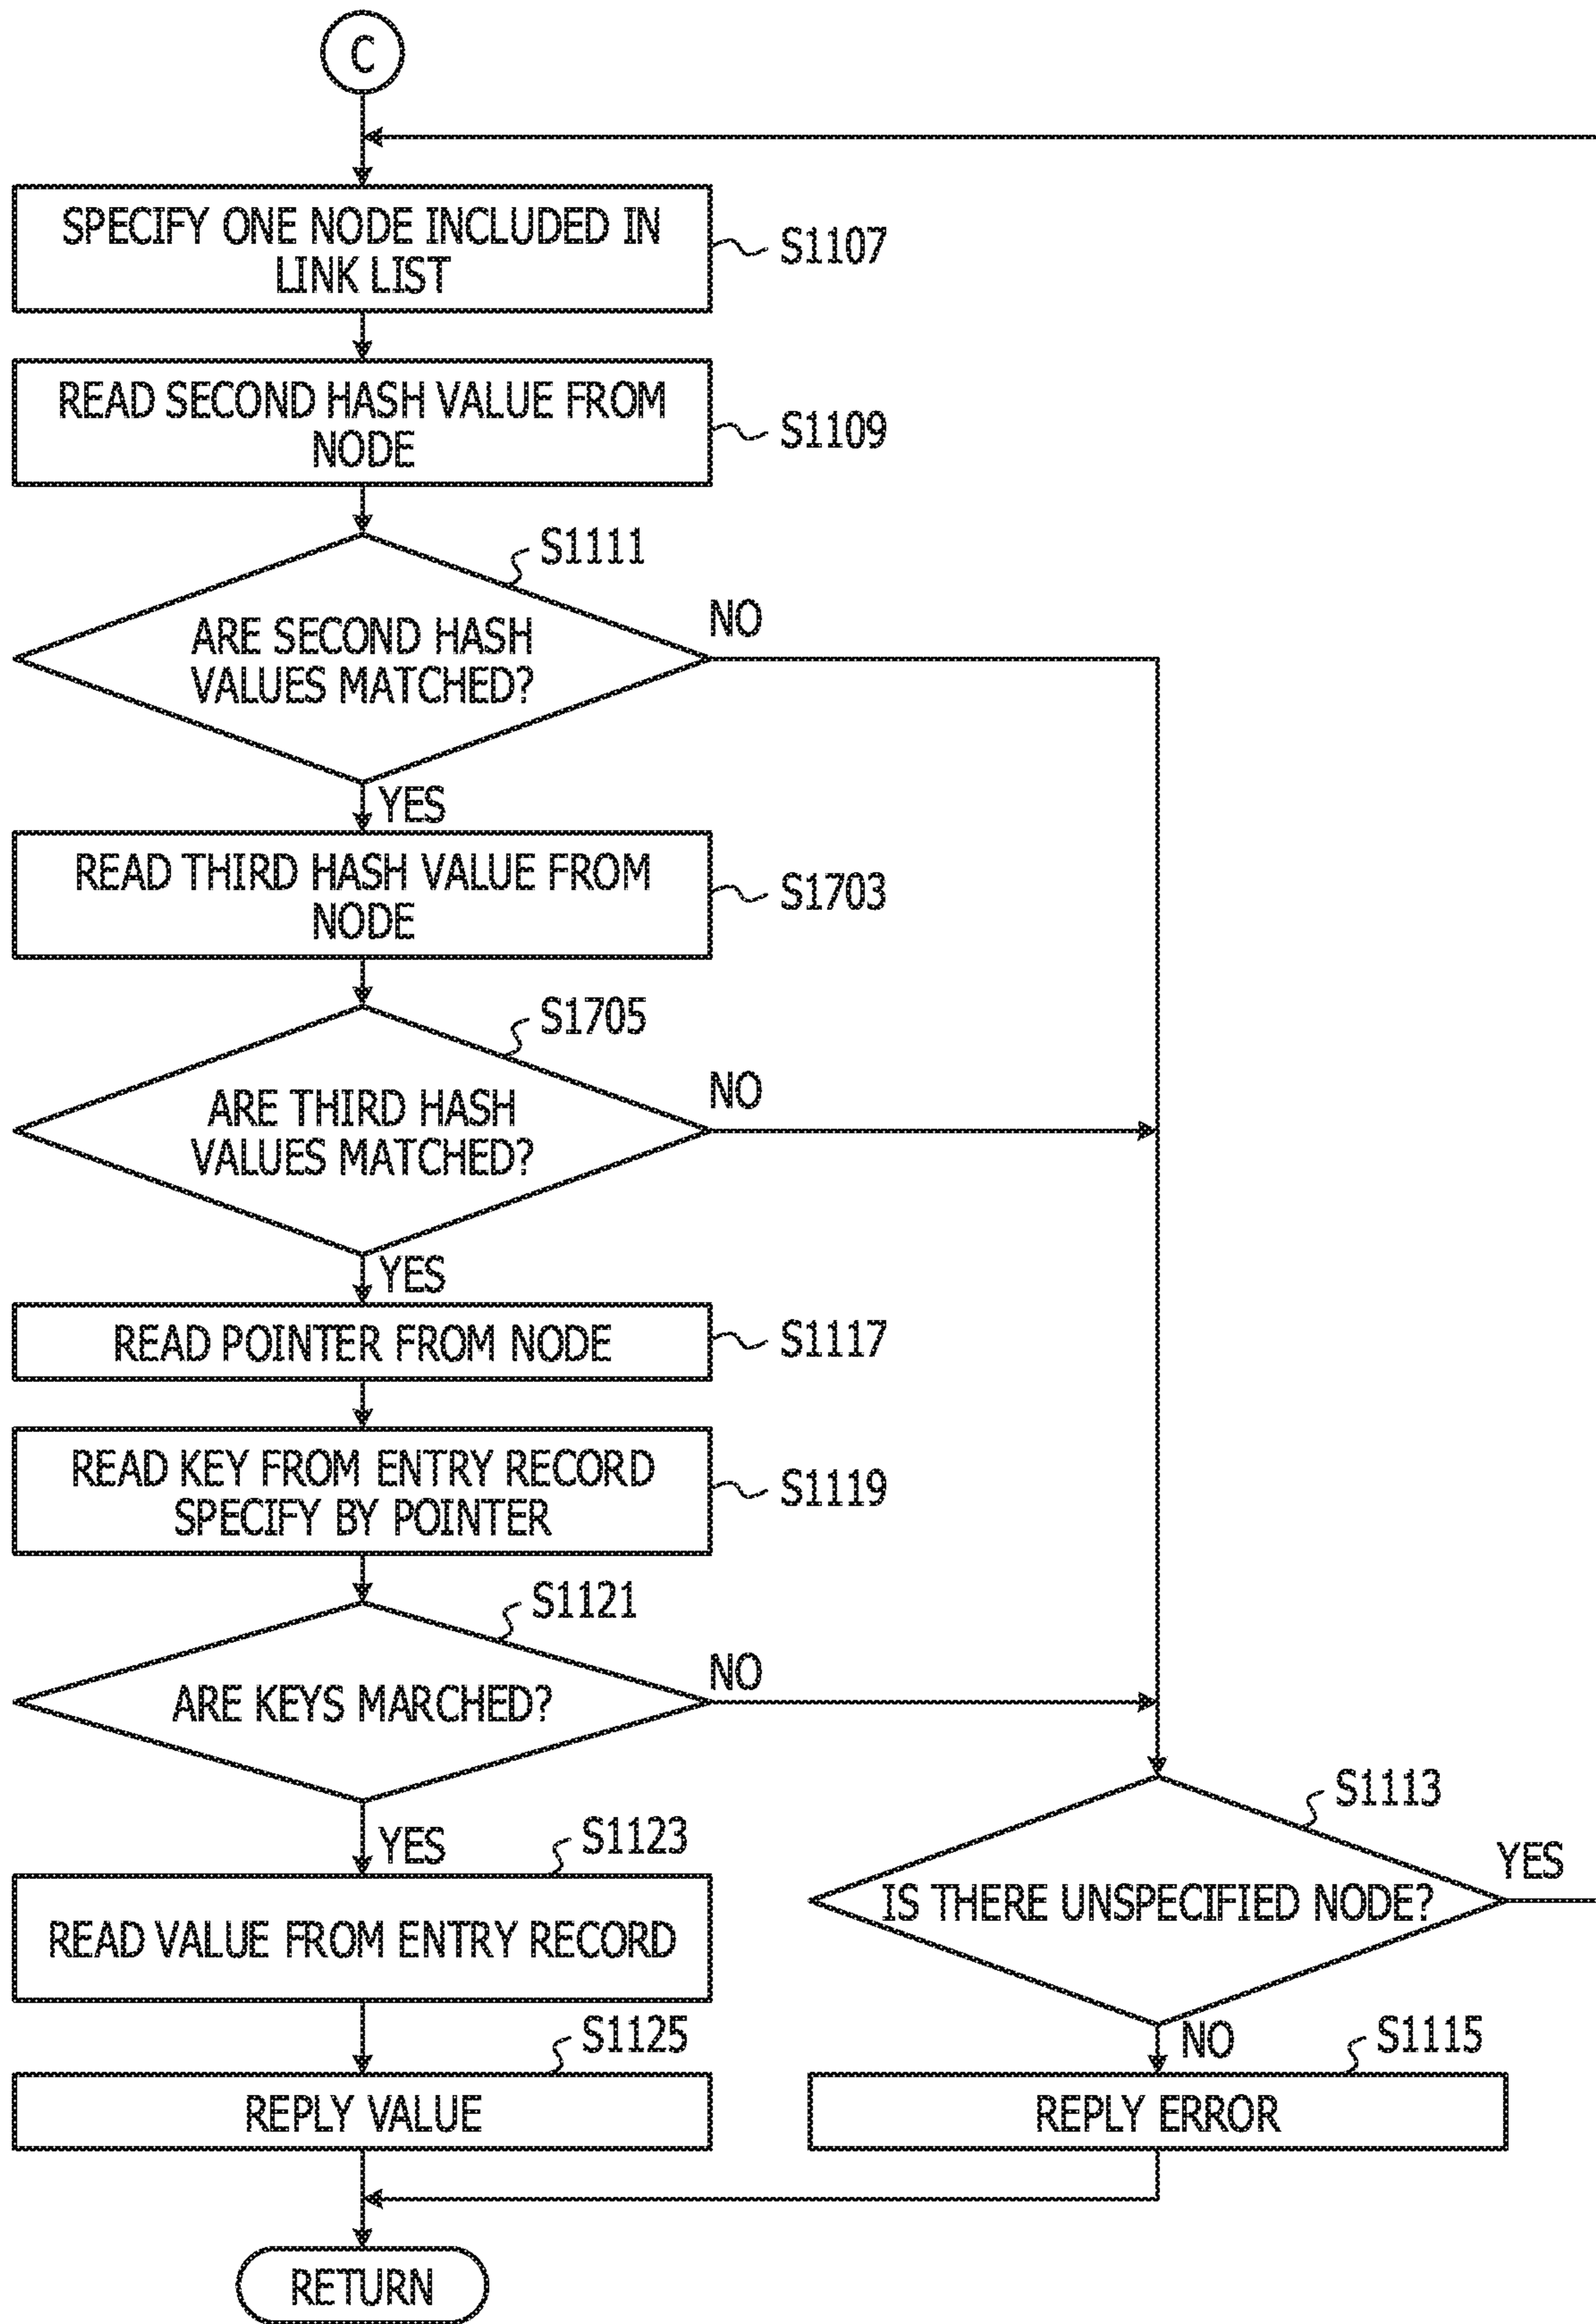 C
SPECIFY ONE NODE INCLUDED IN
LINK LIST
S1107
READ SECOND HASH VALUE FROM
NODE
S1109
S1111
ARE SECOND HASH
VALUES MATCHED?
NO
YES
READ THIRD HASH VALUE FROM
NODE
S1703
S1705
ARE THIRD HASH
VALUES MATCHED?
NO
YES
READ POINTER FROM NODE
S1117
READ KEY FROM ENTRY RECORD
SPECIFY BY POINTER
S1119
S1121
ARE KEYS MARCHED?
NO
YES
S1123
READ VALUE FROM ENTRY RECORD
S1113
IS THERE UNSPECIFIED NODE?
YES
NO
S1125
REPLY VALUE
S1115
REPLY ERROR
RETURN